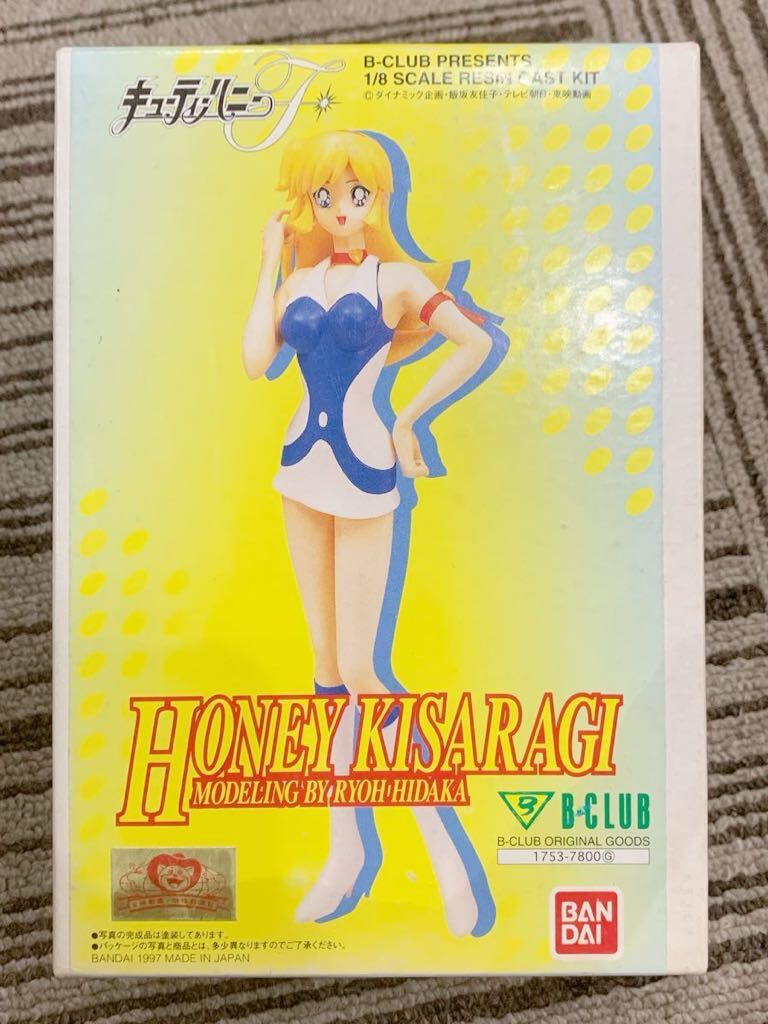 キューティーハニーF
B-CLUB PRESENTS
1/8 SCALE RESIN CAST KIT
©ダイナミック企画・飯坂友佳子・テレビ朝日・東映動画
HONEY KISARAGI
MODELING BY RYOH・HIDAKA
B-CLUB
B-CLUB ORIGINAL GOODS
1753-7800Ⓖ
BAN
DAI
●写真の完成品は塗装してあります。
●パッケージの写真と商品とは、多少異なりますのでご了承ください。
BANDAI 1997 MADE IN JAPAN